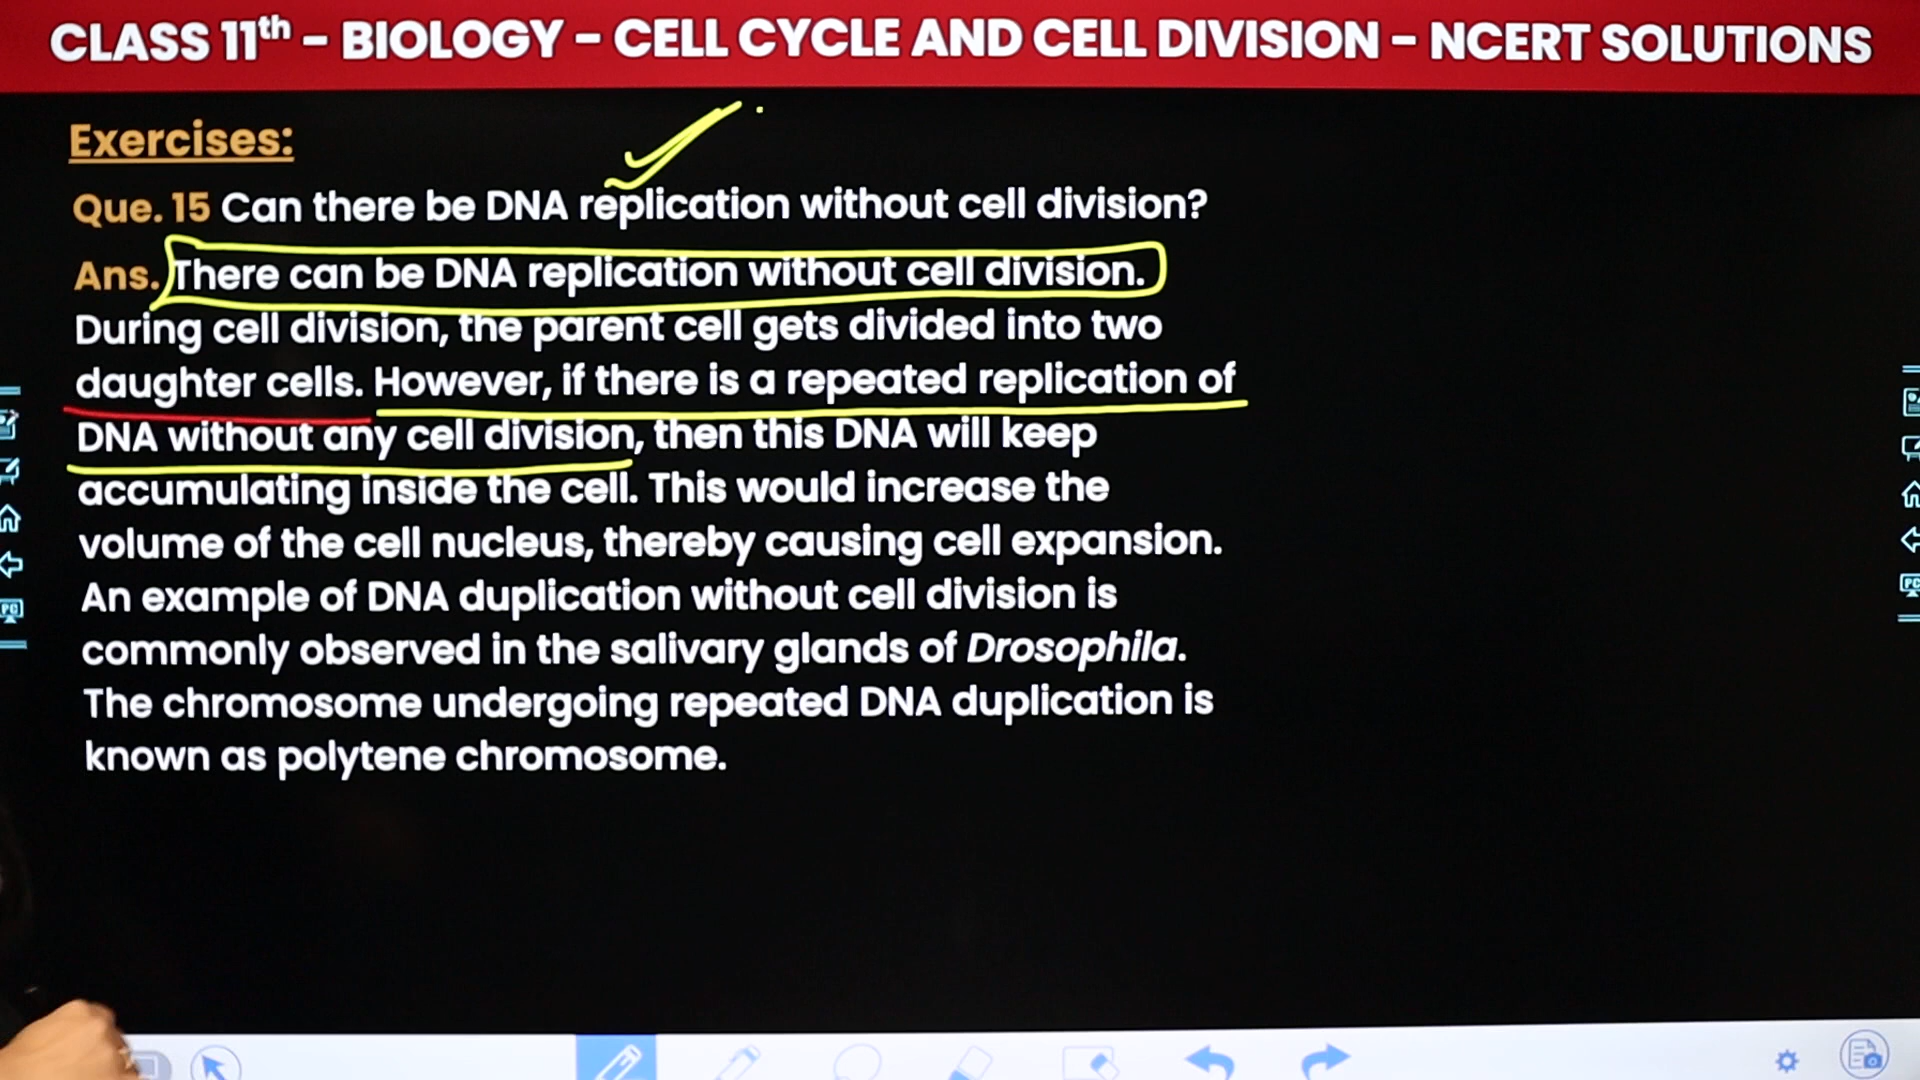 CLASS 11th - BIOLOGY - CELL CYCLE AND CELL DIVISION - NCERT SOLUTIONS
Exercises:
Que. 15 Can there be DNA replication without cell division?
Ans. There can be DNA replication without cell division.
During cell division, the parent cell gets divided into two
daughter cells. However, if there is a repeated replication of
DNA without any cell division, then this DNA will keep
accumulating inside the cell. This would increase the
volume of the cell nucleus, thereby causing cell expansion.
An example of DNA duplication without cell division is
commonly observed in the salivary glands of Drosophila.
The chromosome undergoing repeated DNA duplication is
known as polytene chromosome.
PC
PC